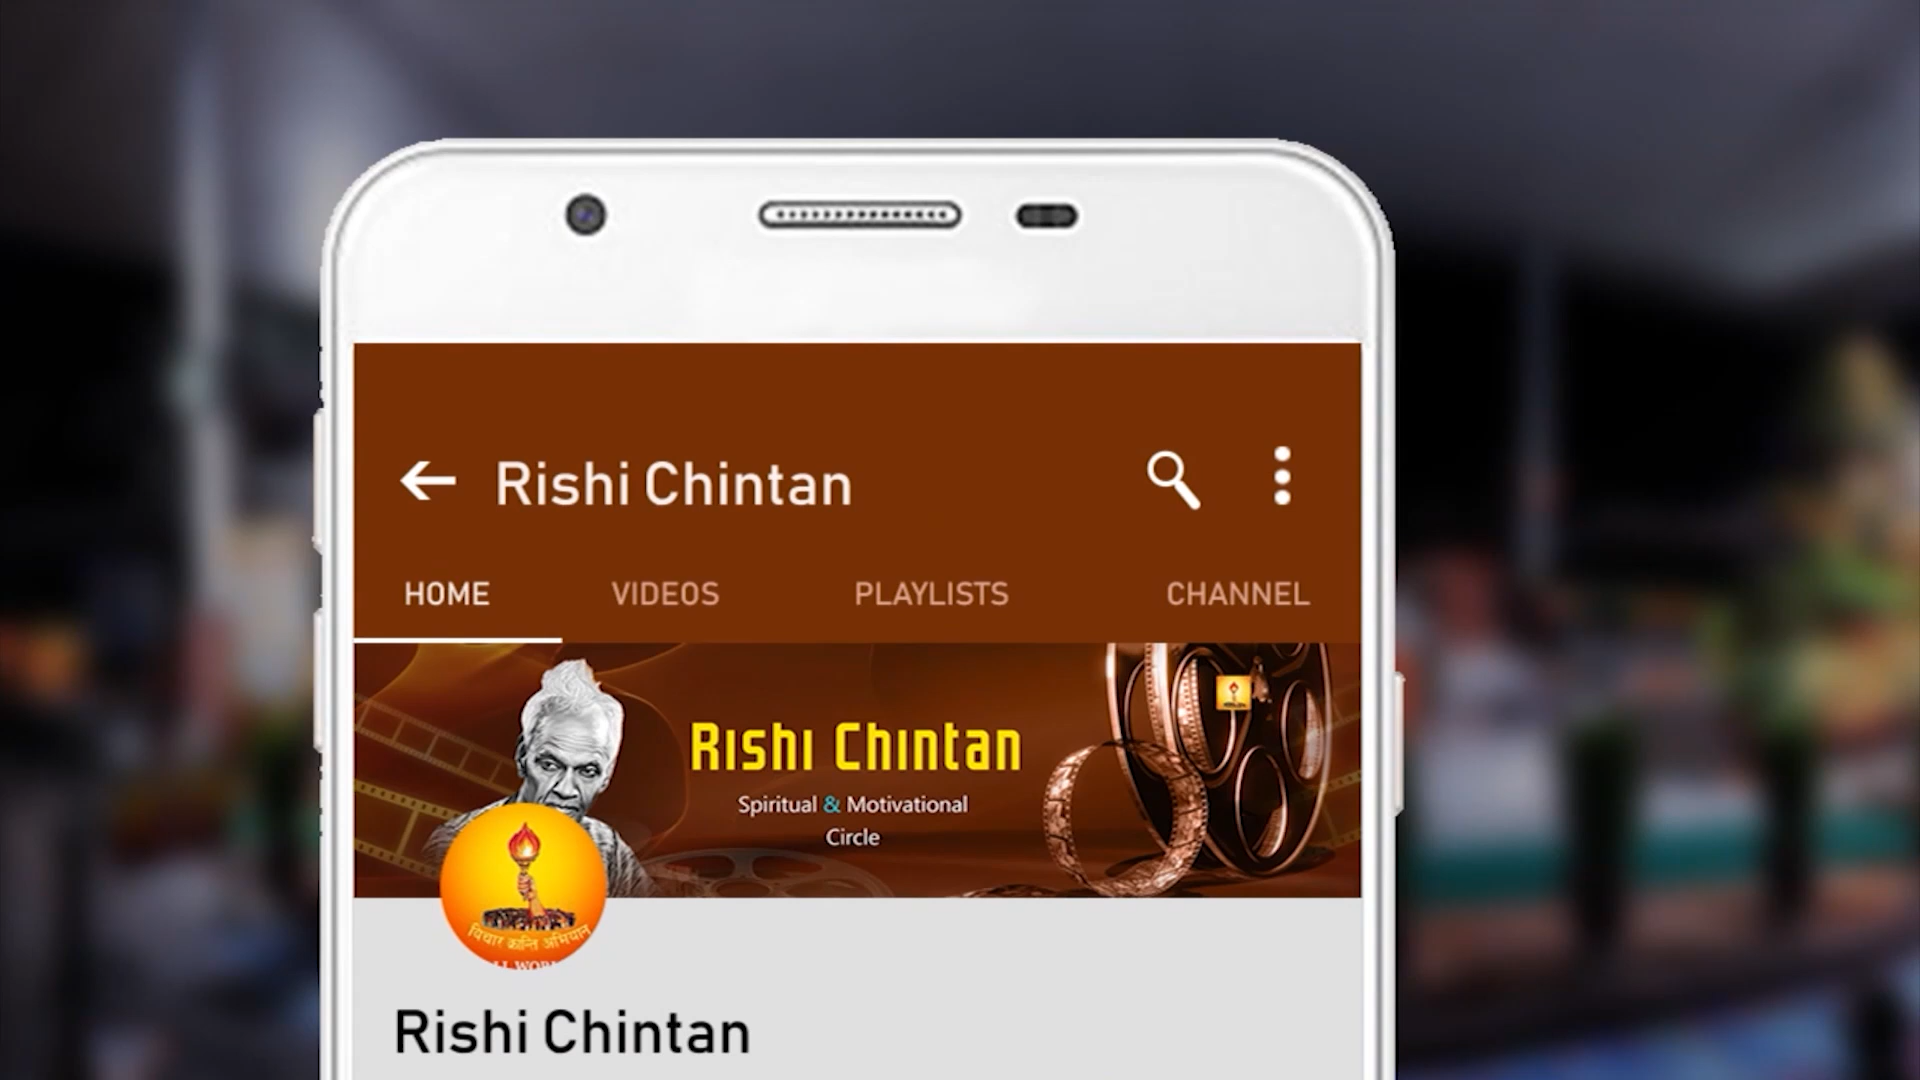 Rishi Chintan
HOME VIDEOS PLAYLISTS CHANNEL
Rishi Chintan
Spiritual & Motivational
Circle
विचार क्रान्ति अभियान
Rishi Chintan